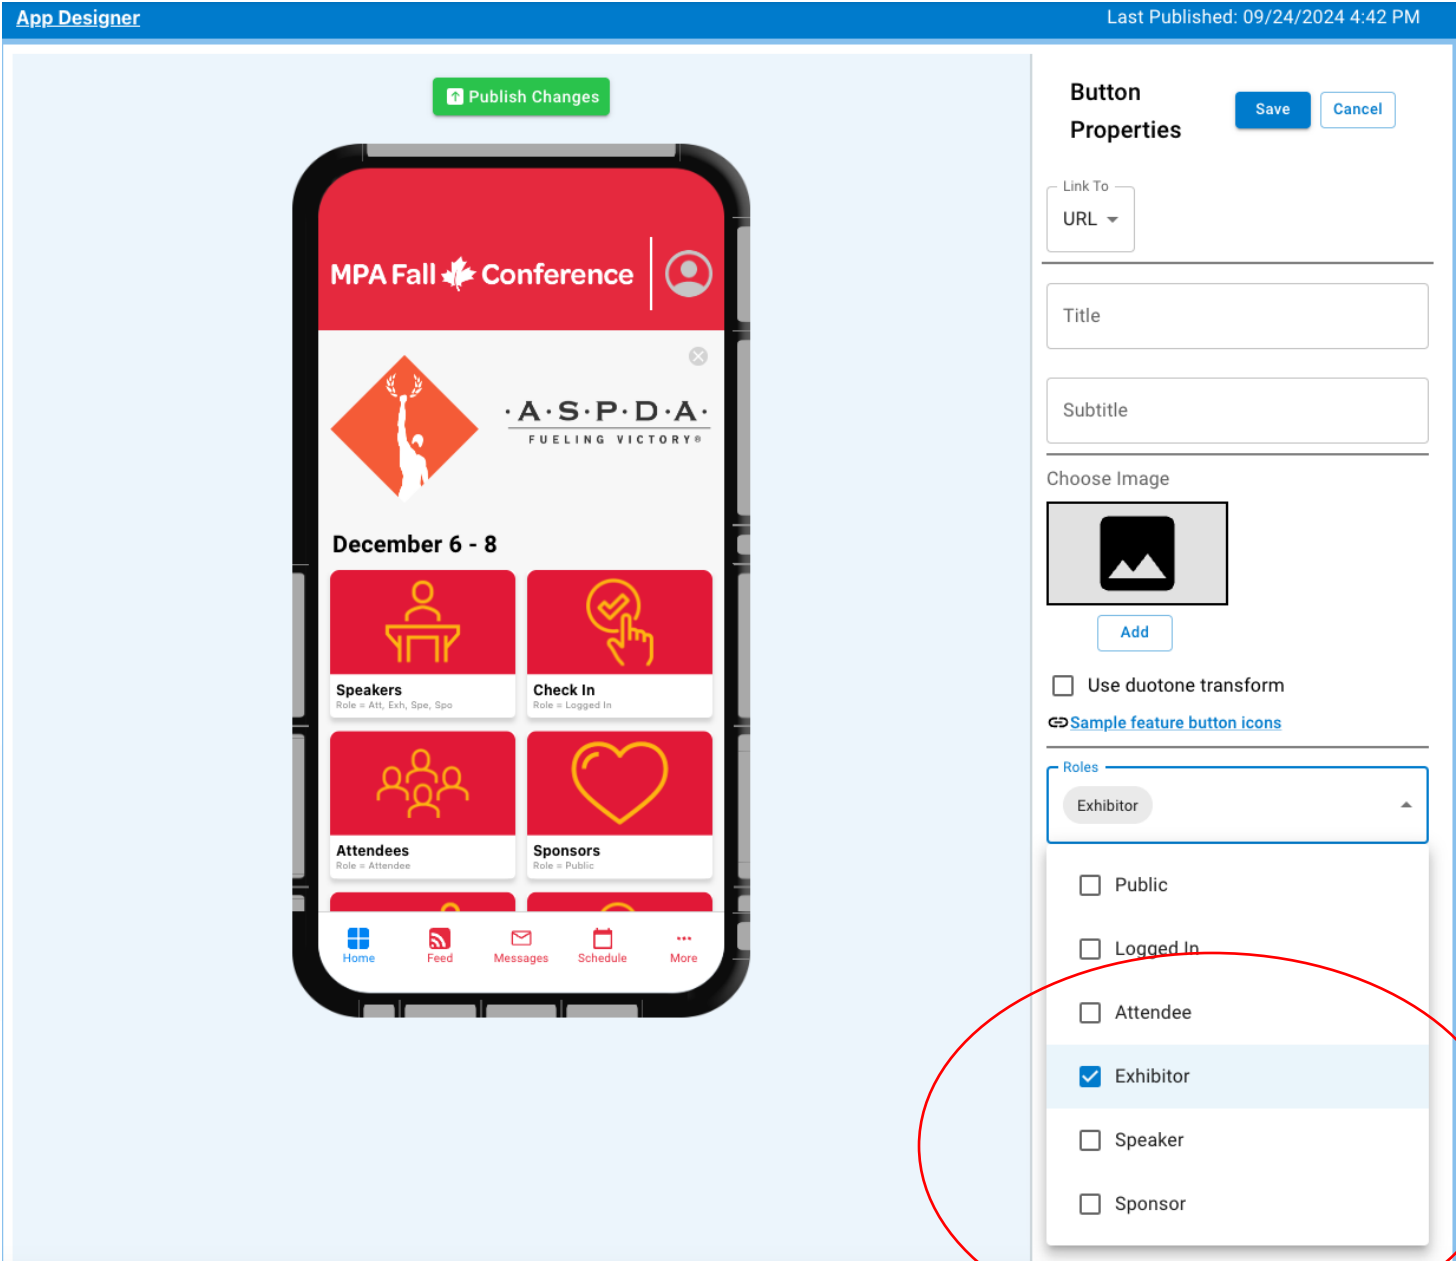 App Designer
Last Published: 09/24/2024 4:42 PM
Publish Changes
MPA Fall Conference
·A·S·P·D·A·
FUELING VICTORY®
December 6 - 8
Speakers
Role = Att, Exh, Spe, Spo
Check In
Role = Logged In
Attendees
Role = Attendee
Sponsors
Role = Public
Home
Feed
Messages
Schedule
More
Button
Properties
Save
Cancel
Link To
URL
Title
Subtitle
Choose Image
Add
Use duotone transform
Sample feature button icons
Roles
Exhibitor
Public
Logged In
Attendee
Exhibitor
Speaker
Sponsor